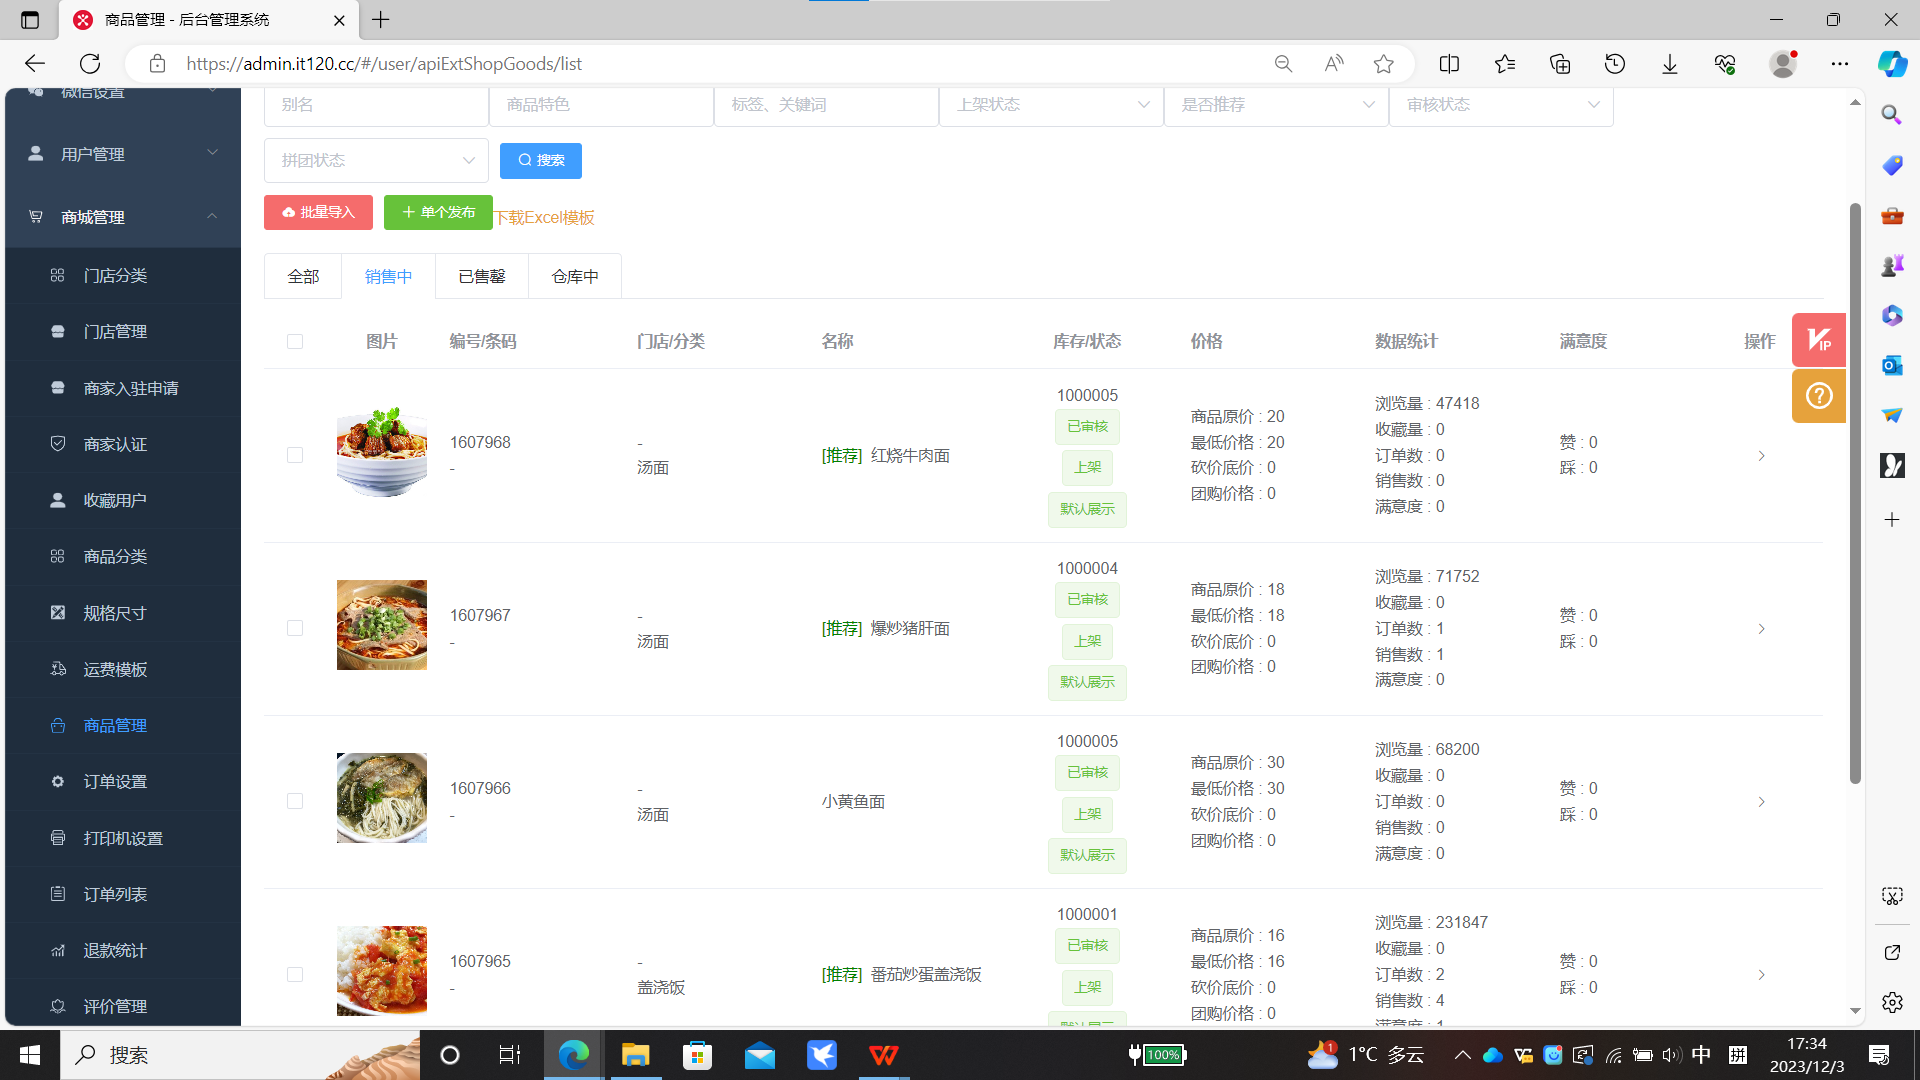 商品管理 - 后台管理系统
https://admin.it120.cc/#/user/apiExtShopGoods/list
微信设置
用户管理
商城管理
门店分类
门店管理
商家入驻申请
商家认证
收藏用户
商品分类
规格尺寸
运费模板
商品管理
订单设置
打印机设置
订单列表
退款统计
评价管理
别名
商品特色
标签、关键词
上架状态
是否推荐
审核状态
拼团状态
搜索
批量导入
单个发布
下载Excel模板
全部
销售中
已售罄
仓库中
图片 编号/条码 门店/分类 名称 库存/状态 价格 数据统计 满意度 操作
1607968
-
-
汤面
[推荐] 红烧牛肉面
1000005
已审核
上架
默认展示
商品原价 : 20
最低价格 : 20
砍价底价 : 0
团购价格 : 0
浏览量 : 47418
收藏量 : 0
订单数 : 0
销售数 : 0
满意度 : 0
赞 : 0
踩 : 0
1607967
-
-
汤面
[推荐] 爆炒猪肝面
1000004
已审核
上架
默认展示
商品原价 : 18
最低价格 : 18
砍价底价 : 0
团购价格 : 0
浏览量 : 71752
收藏量 : 0
订单数 : 1
销售数 : 1
满意度 : 0
赞 : 0
踩 : 0
1607966
-
-
汤面
小黄鱼面
1000005
已审核
上架
默认展示
商品原价 : 30
最低价格 : 30
砍价底价 : 0
团购价格 : 0
浏览量 : 68200
收藏量 : 0
订单数 : 0
销售数 : 0
满意度 : 0
赞 : 0
踩 : 0
1607965
-
-
盖浇饭
[推荐] 番茄炒蛋盖浇饭
1000001
已审核
上架
默认展示
商品原价 : 16
最低价格 : 16
砍价底价 : 0
团购价格 : 0
浏览量 : 231847
收藏量 : 0
订单数 : 2
销售数 : 4
满意度 : 1
赞 : 0
踩 : 0
VIP
搜索
100%
1
1°C 多云
中
拼
17:34
2023/12/3